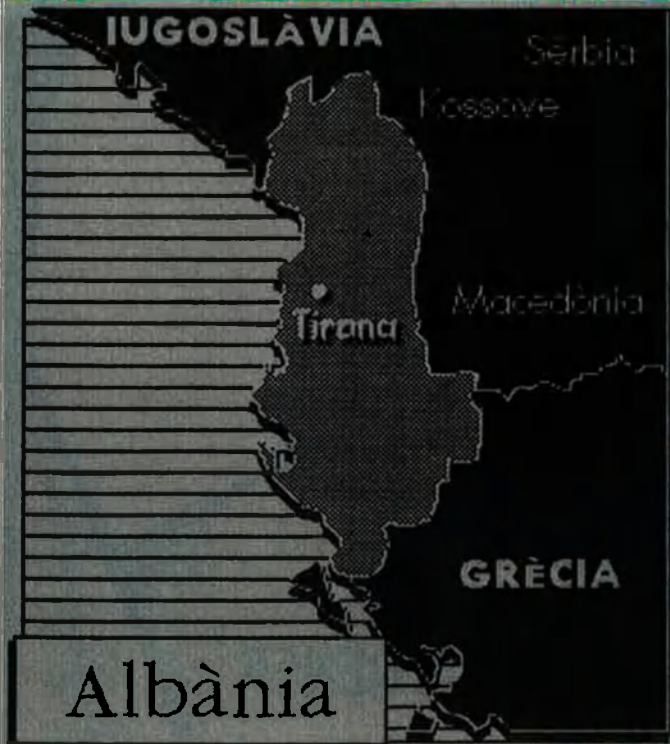 IUGOSLÀVIA
Sèrbia
Kossove
Macedònia
Tirana
GRÈCIA
Albània